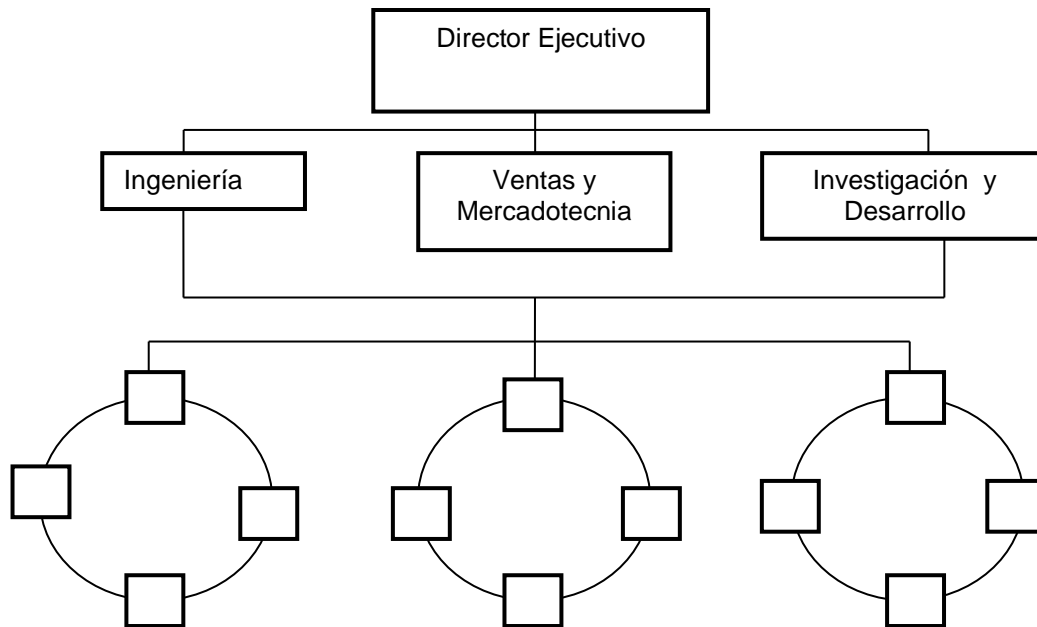 Director Ejecutivo
Ingeniería
Ventas y
Mercadotecnia
Investigación y
Desarrollo